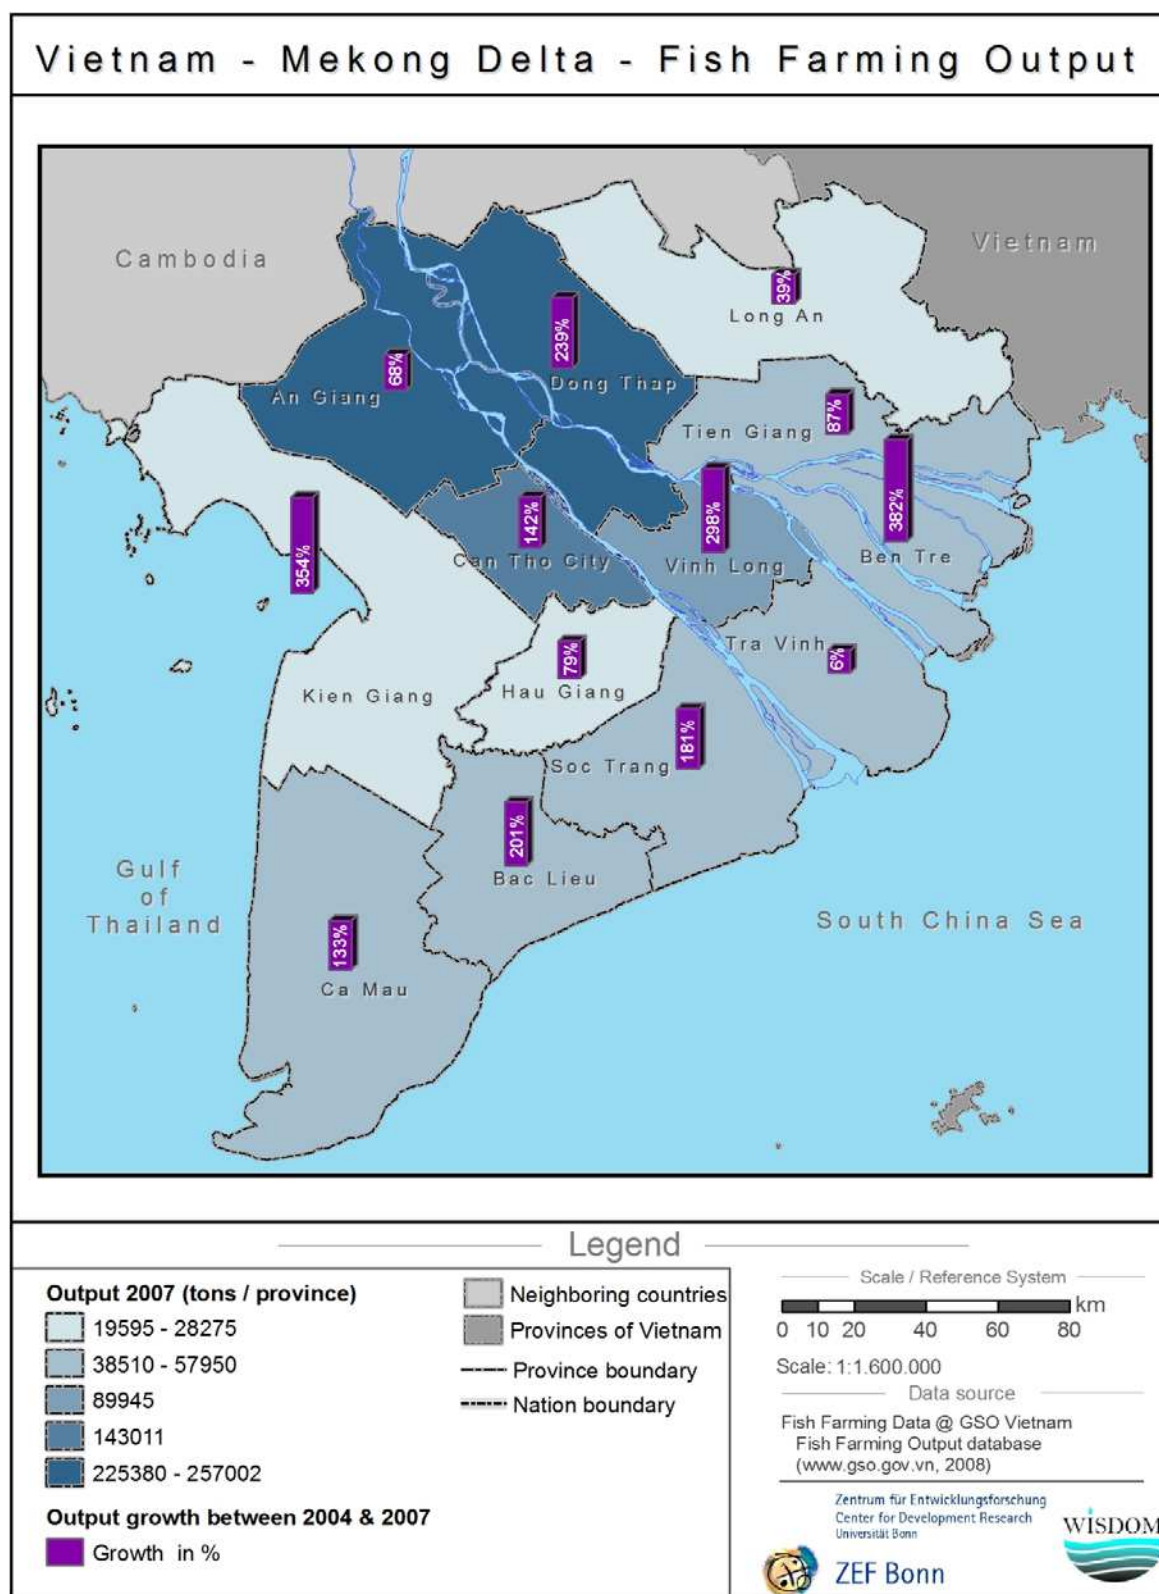 Vietnam - Mekong Delta - Fish Farming Output
Cambodia
Vietnam
39%
Long An
239%
Dong Thap
68%
An Giang
87%
Tien Giang
382%
Ben Tre
298%
Vinh Long
142%
Can Tho City
354%
Kien Giang
79%
Hau Giang
Tra Vinh
6%
181%
Soc Trang
201%
Bac Lieu
133%
Ca Mau
Gulf
of
Thailand
South China Sea
Legend
Output 2007 (tons / province)
19595 - 28275
38510 - 57950
89945
143011
225380 - 257002
Output growth between 2004 & 2007
Growth in %
Neighboring countries
Provinces of Vietnam
Province boundary
Nation boundary
Scale / Reference System
km
0 10 20 40 60 80
Scale: 1:1.600.000
Data source
Fish Farming Data @ GSO Vietnam
Fish Farming Output database
(www.gso.gov.vn, 2008)
Zentrum für Entwicklungsforschung
Center for Development Research
Universität Bonn
ZEF Bonn
WISDOM